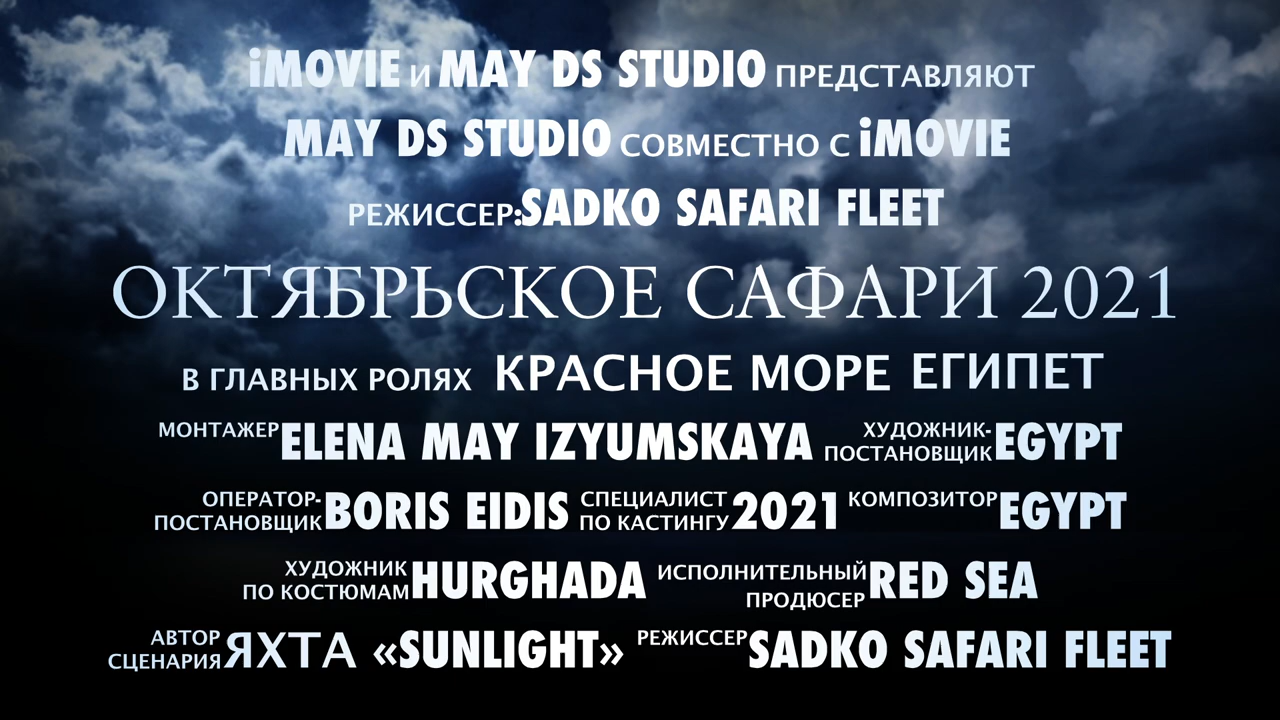 iMOVIE И MAY DS STUDIO ПРЕДСТАВЛЯЮТ
MAY DS STUDIO СОВМЕСТНО С iMOVIE
РЕЖИССЕР:SADKO SAFARI FLEET
ОКТЯБРЬСКОЕ САФАРИ 2021
В ГЛАВНЫХ РОЛЯХ КРАСНОЕ МОРЕ ЕГИПЕТ
МОНТАЖЕР ELENA MAY IZYUMSKAYA ХУДОЖНИК-ПОСТАНОВЩИК EGYPT
ОПЕРАТОР-ПОСТАНОВЩИК BORIS EIDIS СПЕЦИАЛИСТ ПО КАСТИНГУ 2021 КОМПОЗИТОР EGYPT
ХУДОЖНИК ПО КОСТЮМАМ HURGHADA ИСПОЛНИТЕЛЬНЫЙ ПРОДЮСЕР RED SEA
АВТОР СЦЕНАРИЯ ЯХТА «SUNLIGHT» РЕЖИССЕР SADKO SAFARI FLEET